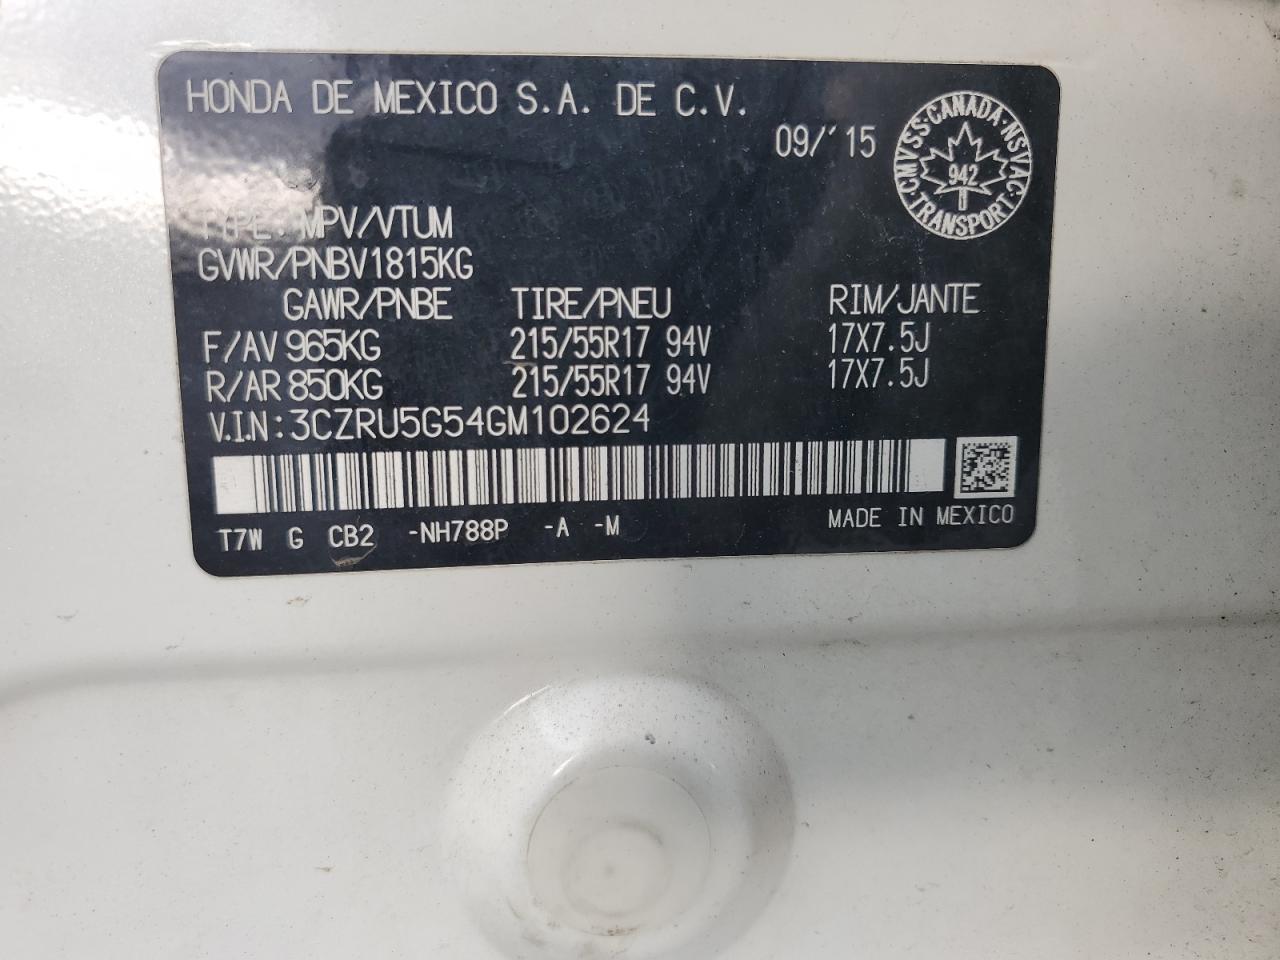 HONDA DE MEXICO S.A. DE C.V.
09/'15
CMVSS·CANADA·NSVAC·TRANSPORT·
942
TYPE: MPV/VTUM
GVWR/PNBV1815KG
GAWR/PNBE TIRE/PNEU RIM/JANTE
F/AV 965KG 215/55R17 94V 17X7.5J
R/AR 850KG 215/55R17 94V 17X7.5J
V.I.N:3CZRU5G54GM102624
T7W G CB2 -NH788P -A -M MADE IN MEXICO